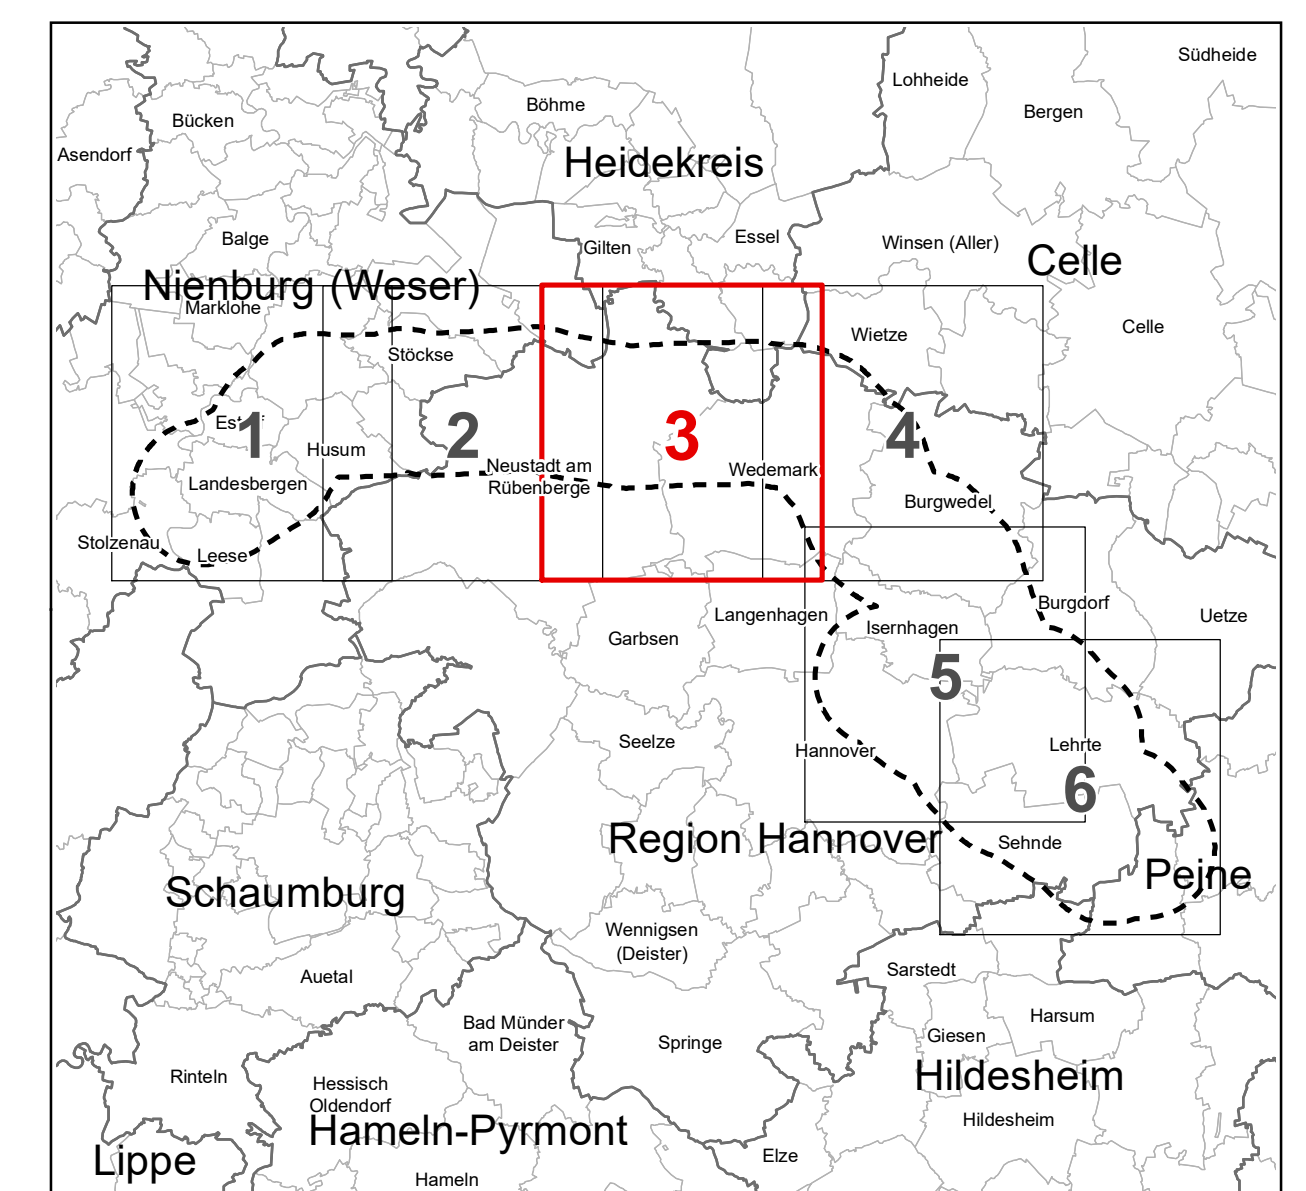 Südheide
Lohheide
Böhme
Bergen
Bücken
Asendorf
Heidekreis
Balge
Gilten
Essel
Winsen (Aller)
Celle
Nienburg (Weser)
Marklohe
Celle
Wietze
Stöckse
1
2
3
4
Husum
Neustadt am
Rübenberge
Wedemark
Landesbergen
Burgwedel
Stolzenau
Leese
Burgdorf
Langenhagen
Uetze
Isernhagen
Garbsen
5
Seelze
Hannover
Lehrte
6
Region Hannover
Sehnde
Peine
Schaumburg
Wennigsen
(Deister)
Auetal
Sarstedt
Harsum
Bad Münder
am Deister
Giesen
Springe
Rinteln
Hessisch
Oldendorf
Hildesheim
Hildesheim
Hameln-Pyrmont
Lippe
Elze
Hameln